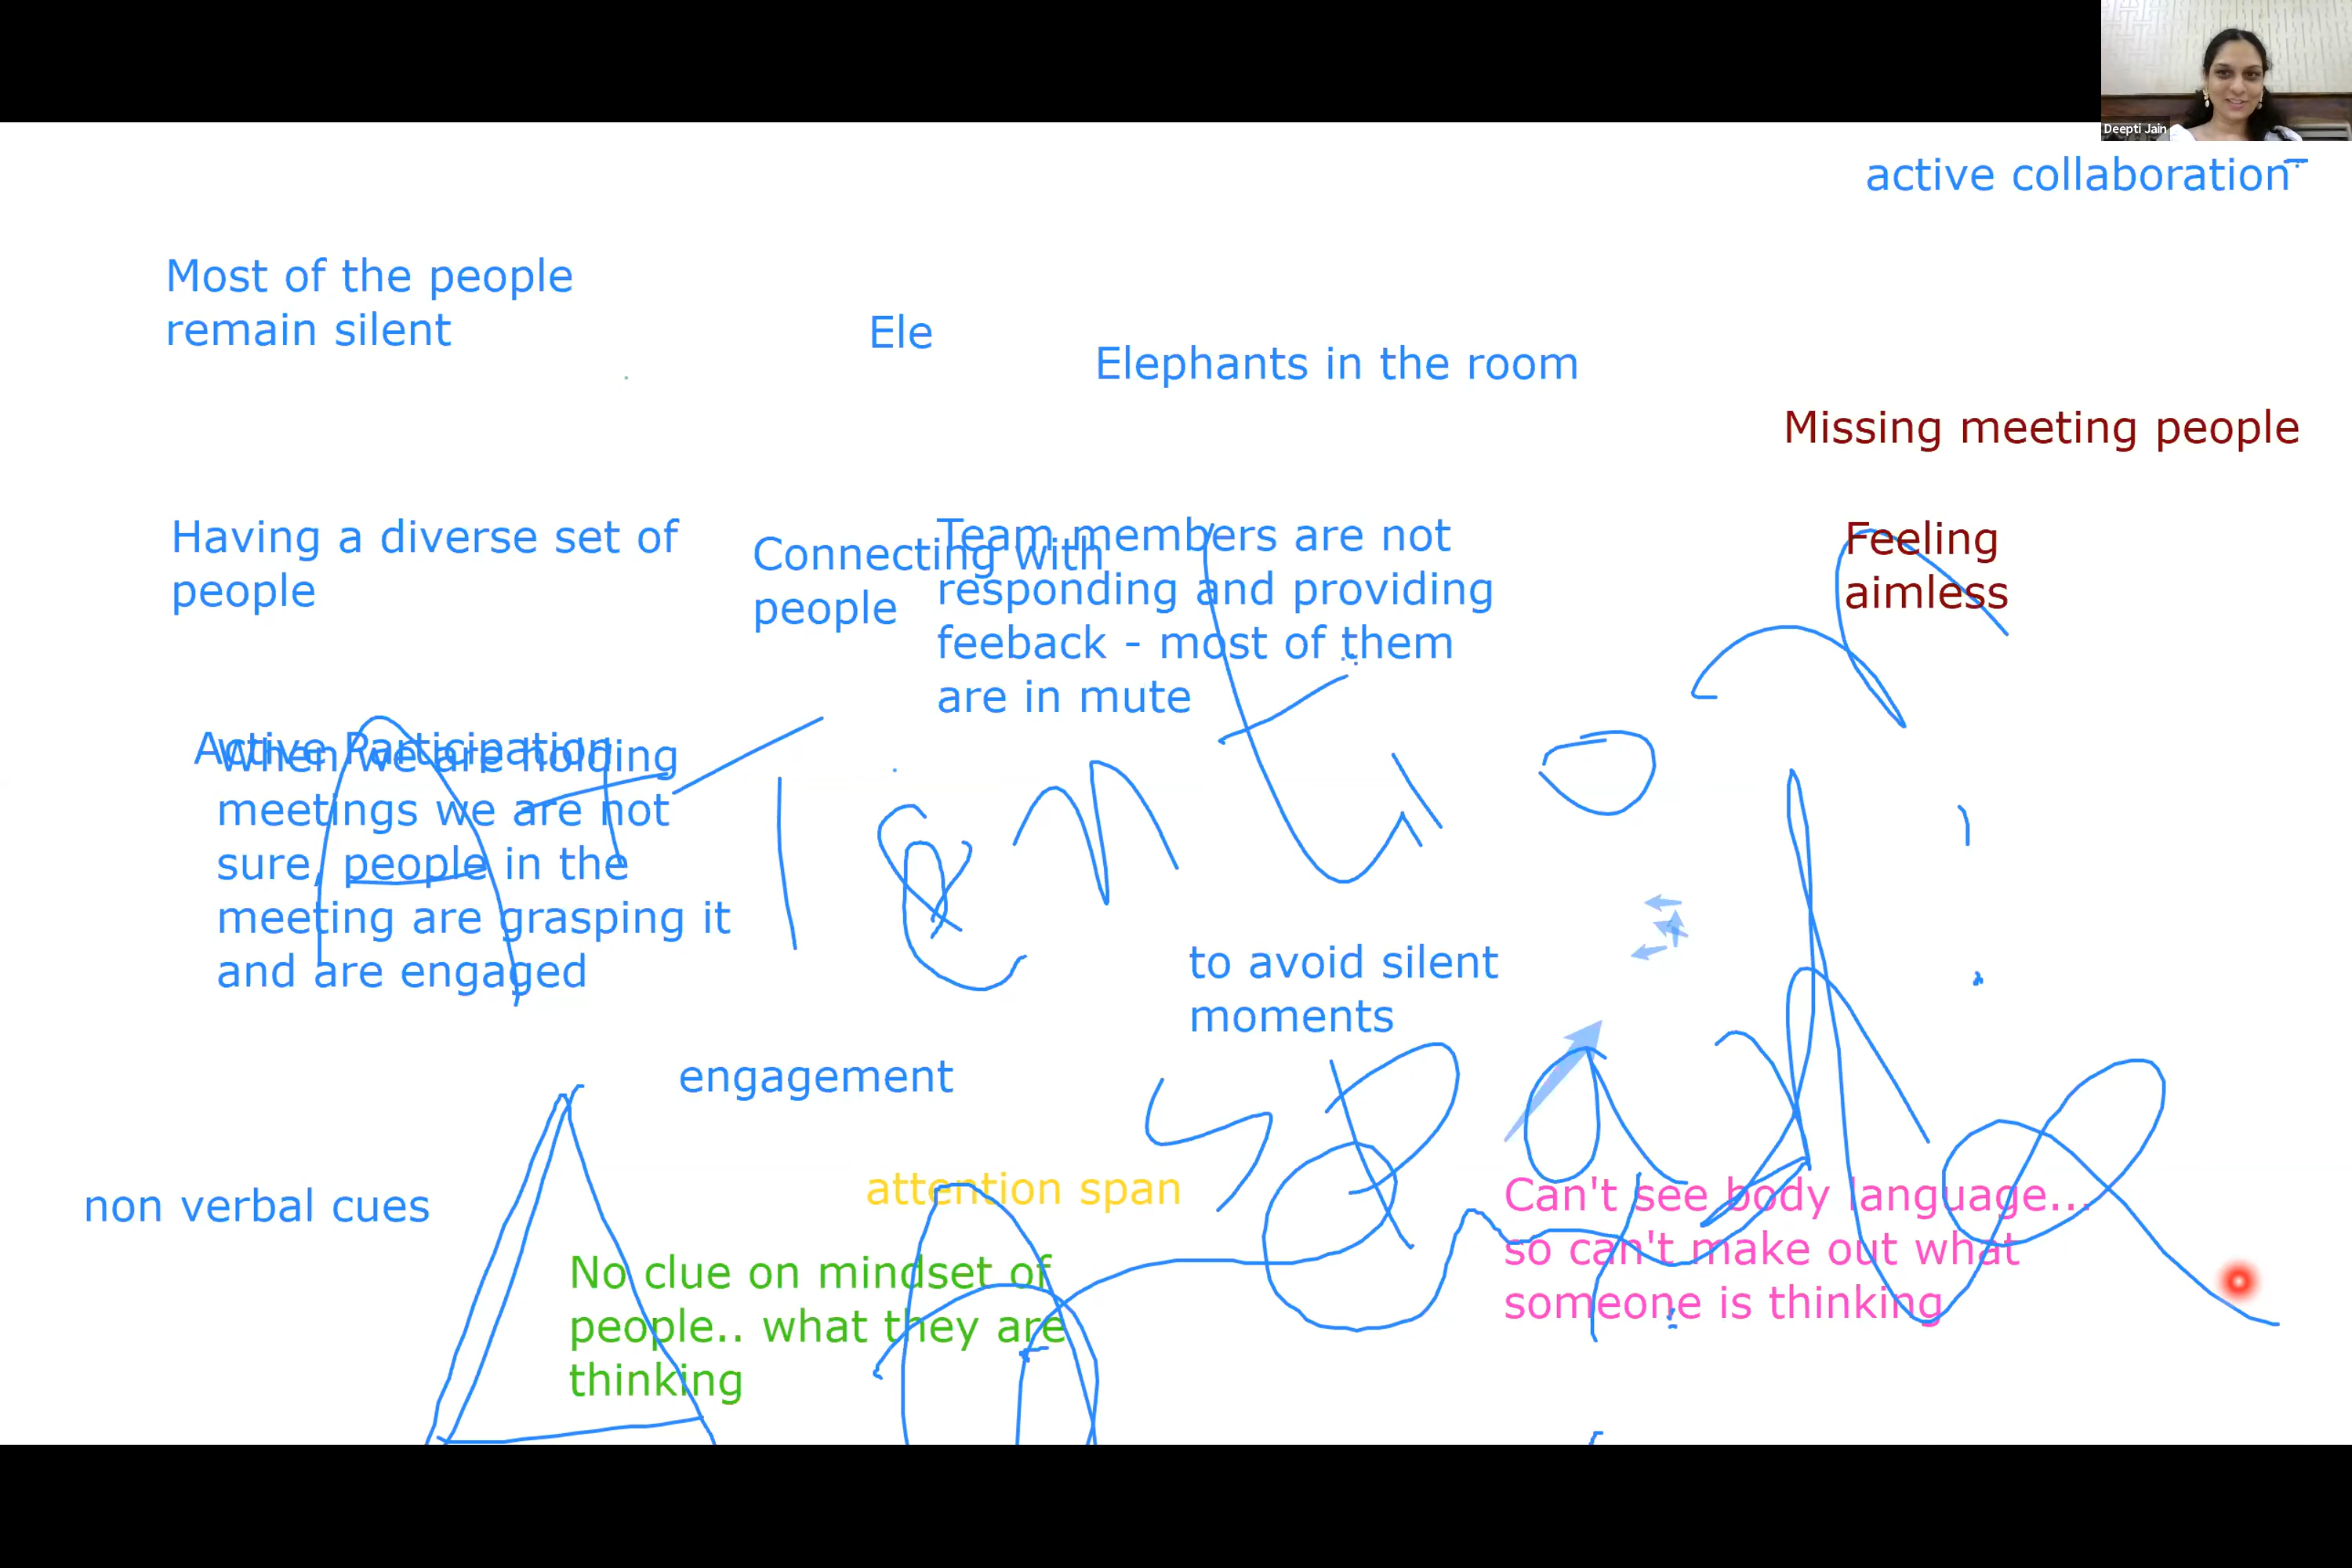 Deepti Jain
active collaboration
Most of the people
remain silent
Ele
Elephants in the room
Missing meeting people
Having a diverse set of
people
Connecting with
people
Team members are not
responding and providing
feeback - most of them
are in mute
Feeling
aimless
Active Participation
When we are holding
meetings we are not
sure, people in the
meeting are grasping it
and are engaged
to avoid silent
moments
engagement
attention span
non verbal cues
No clue on mindset of
people.. what they are
thinking
Can't see body language...
so can't make out what
someone is thinking